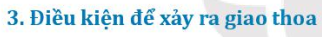 3. Điều kiện để xảy ra giao thoa